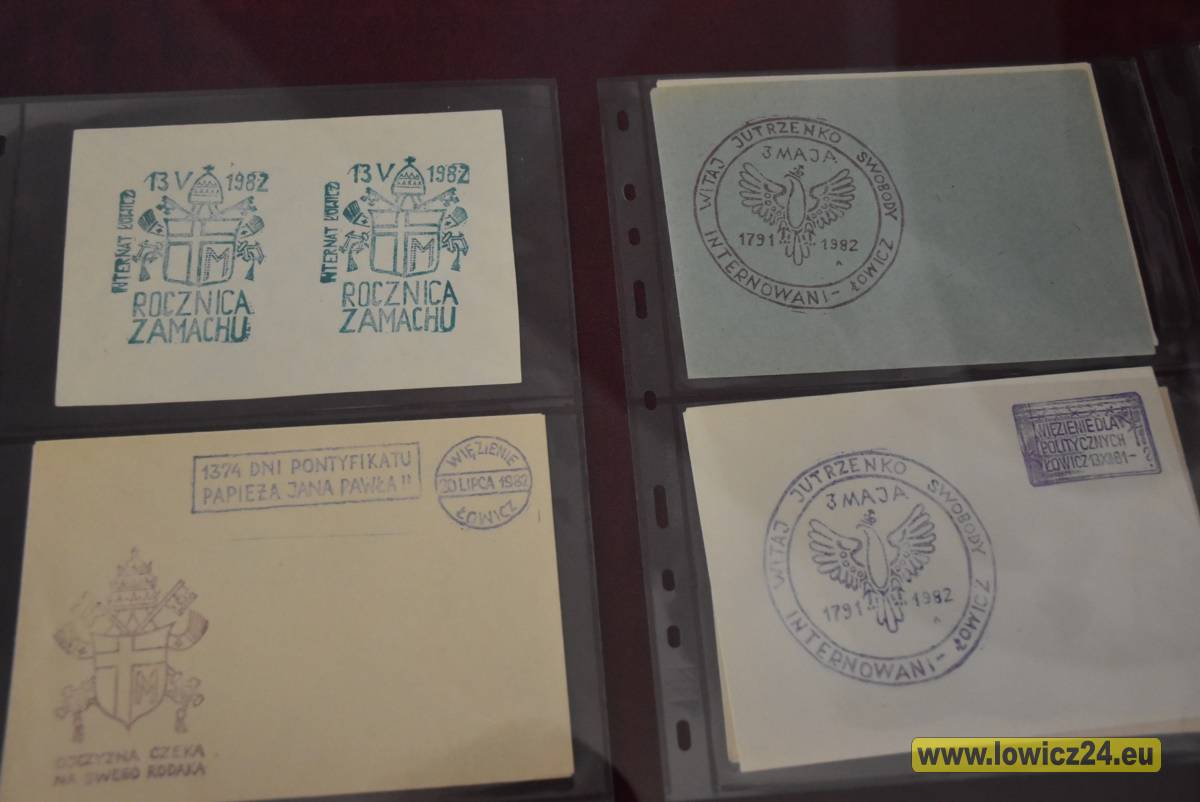 13 V 1982
INTERNAT ŁOWICZ
M
ROCZNICA
ZAMACHU
13 V 1982
INTERNAT ŁOWICZ
M
ROCZNICA
ZAMACHU
WITAJ JUTRZENKO SWOBODY
3 MAJA
1791 1982
INTERNOWANI - ŁOWICZ
1374 DNI PONTYFIKATU
PAPIEŻA JANA PAWŁA II
WIĘZIENIE
30 LIPCA 1982
ŁOWICZ
M
OJCZYZNA CZEKA
NA SWEGO RODAKA
WIĘZIENIE DLA
POLITYCZNYCH
ŁOWICZ 13XII81- ?
WITAJ JUTRZENKO SWOBODY
3 MAJA
1791 1982
INTERNOWANI - ŁOWICZ
www.lowicz24.eu